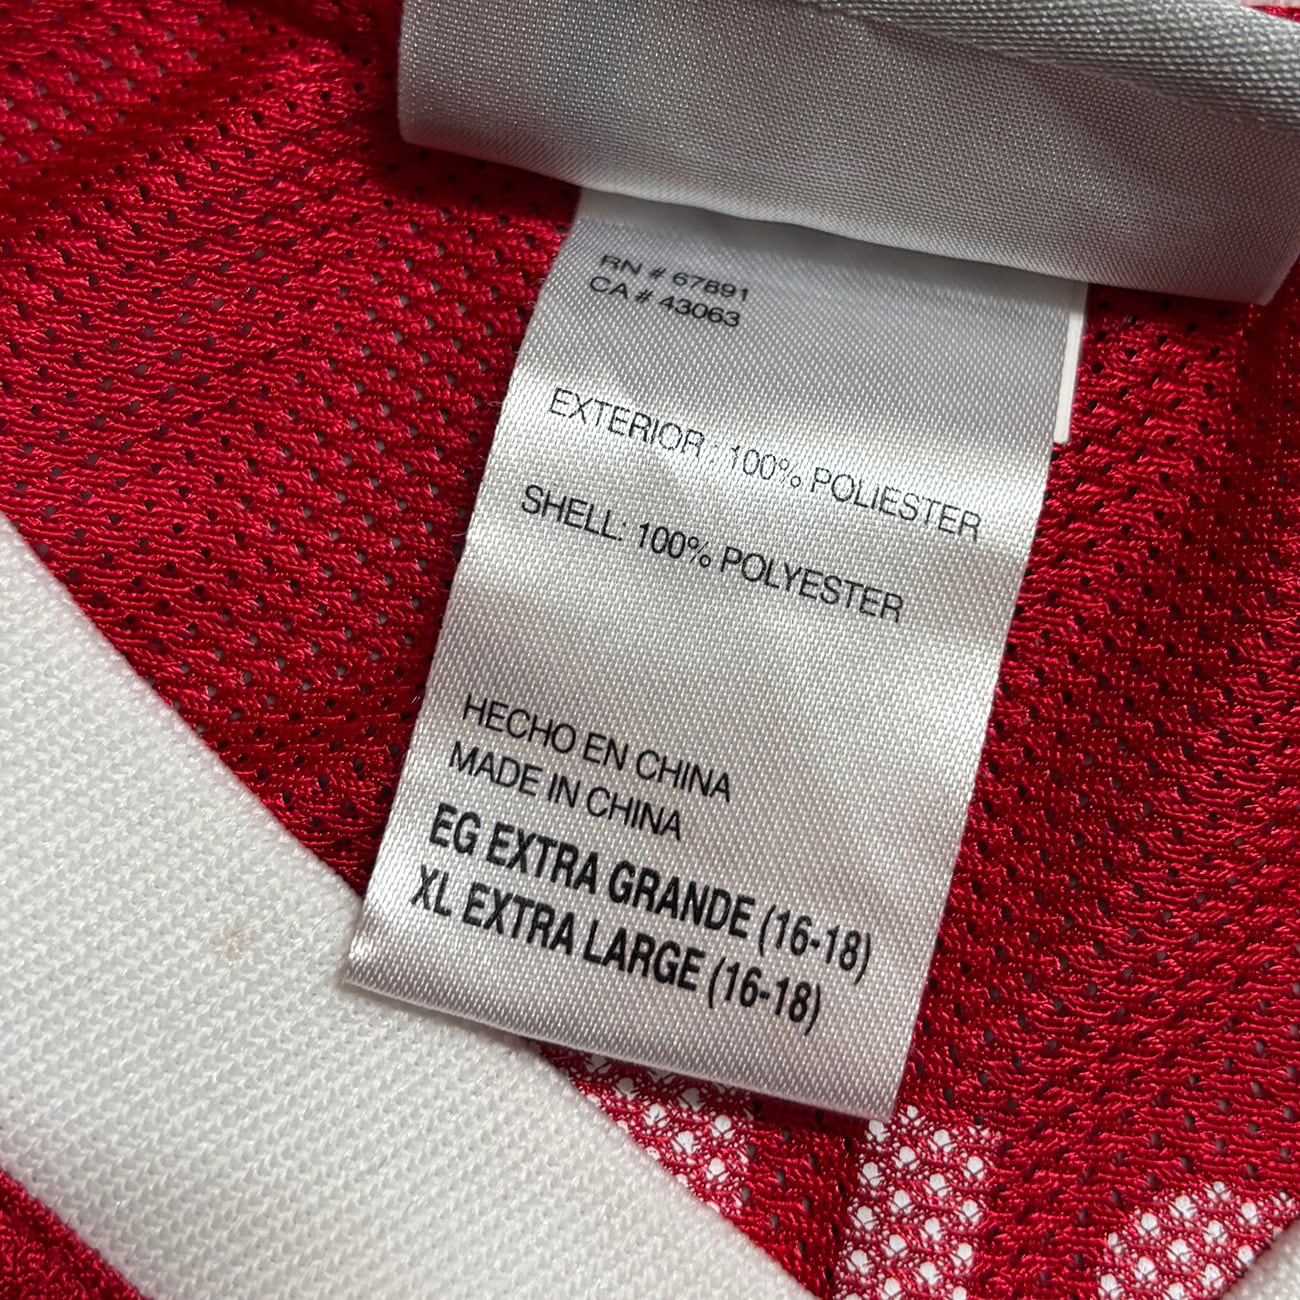 RN # 67891
CA # 43063
EXTERIOR : 100% POLIESTER
SHELL: 100% POLYESTER
HECHO EN CHINA
MADE IN CHINA
EG EXTRA GRANDE (16-18)
XL EXTRA LARGE (16-18)